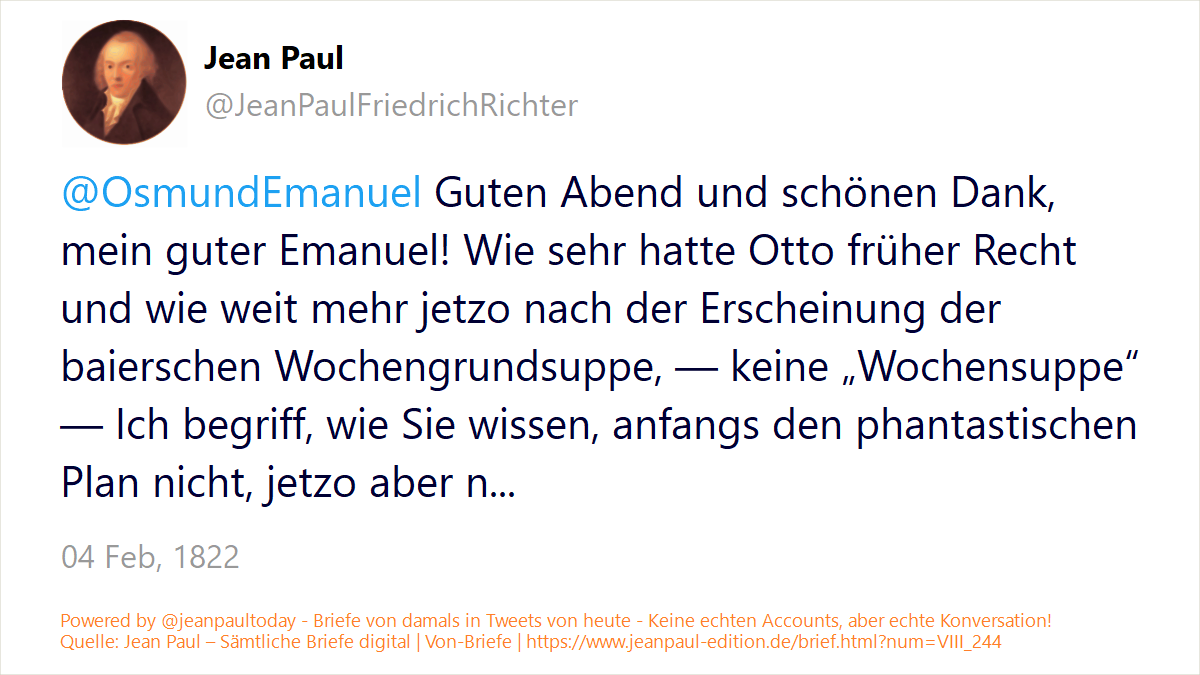 Jean Paul
@JeanPaulFriedrichRichter
@OsmundEmanuel Guten Abend und schönen Dank,
mein guter Emanuel! Wie sehr hatte Otto früher Recht
und wie weit mehr jetzo nach der Erscheinung der
baierschen Wochengrundsuppe, — keine „Wochensuppe“
— Ich begriff, wie Sie wissen, anfangs den phantastischen
Plan nicht, jetzo aber n...
04 Feb, 1822
Powered by @jeanpaultoday - Briefe von damals in Tweets von heute - Keine echten Accounts, aber echte Konversation!
Quelle: Jean Paul – Sämtliche Briefe digital | Von-Briefe | https://www.jeanpaul-edition.de/brief.html?num=VIII_244